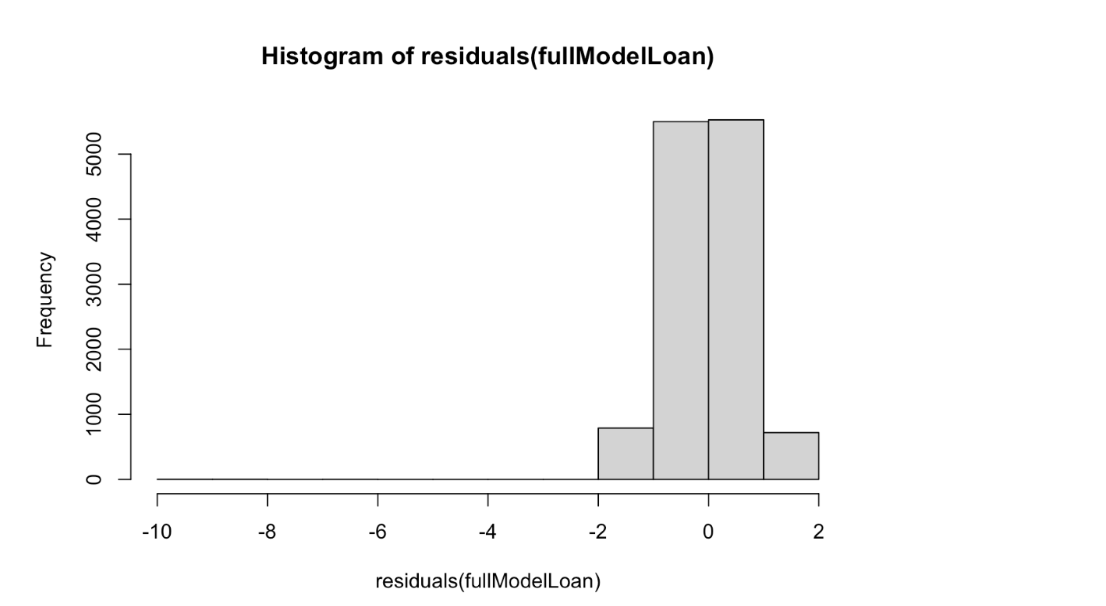 Histogram of residuals(fullModelLoan)
5000
4000
3000
2000
1000
0
Frequency
-10 -8 -6 -4 -2 0 2
residuals(fullModelLoan)